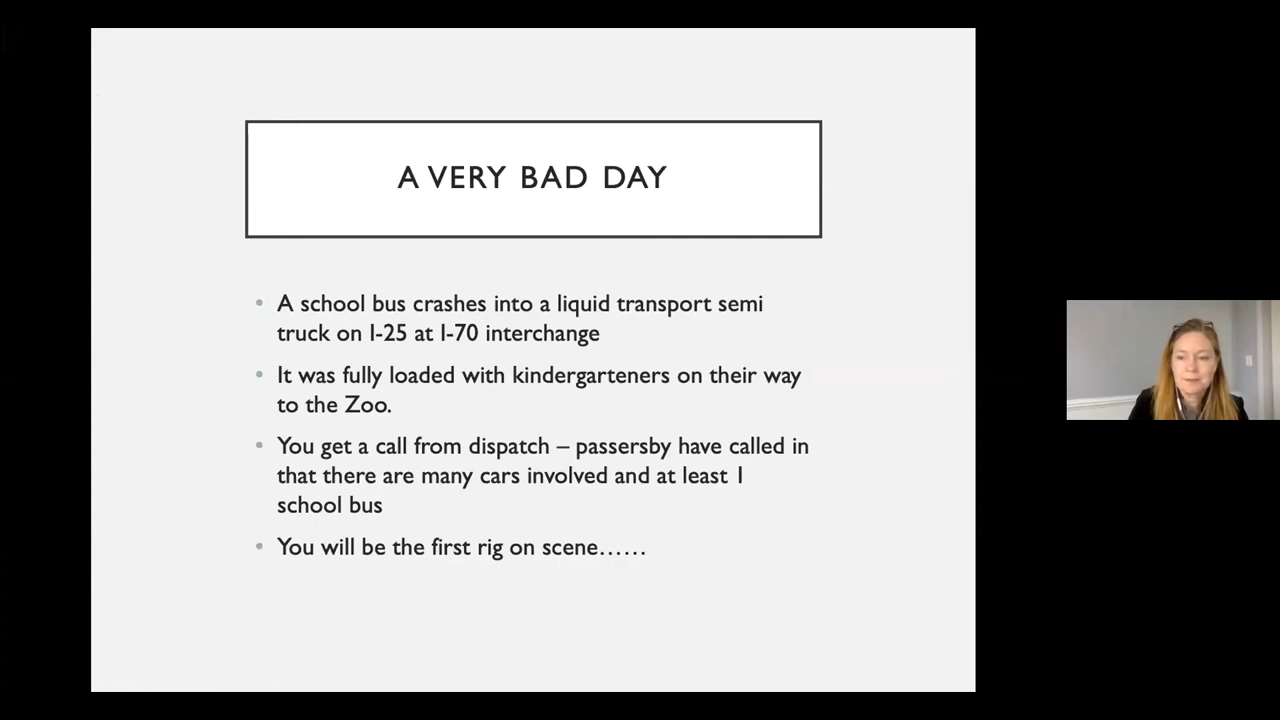 A VERY BAD DAY
• A school bus crashes into a liquid transport semi
truck on I-25 at I-70 interchange
• It was fully loaded with kindergarteners on their way
to the Zoo.
• You get a call from dispatch – passersby have called in
that there are many cars involved and at least 1
school bus
• You will be the first rig on scene……